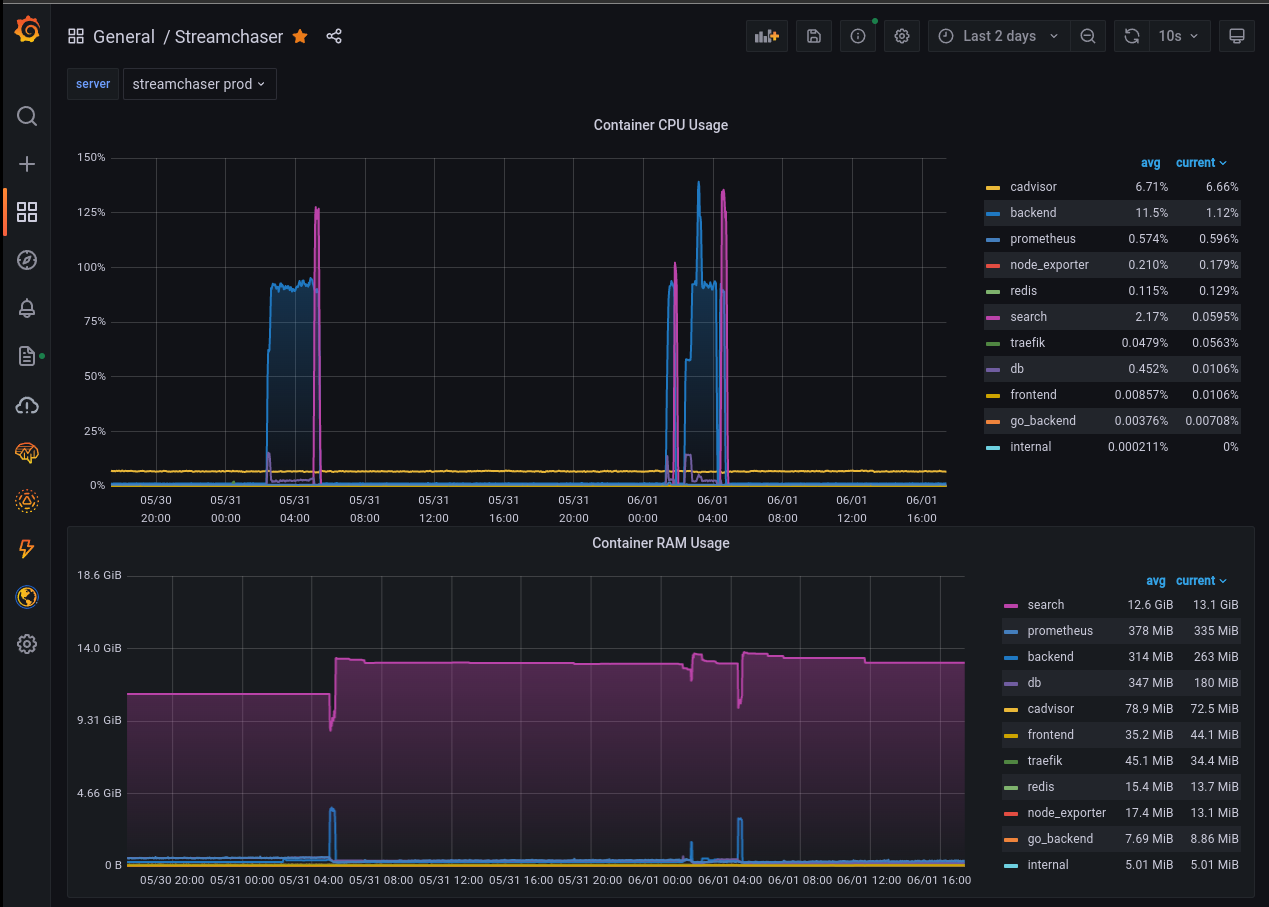 General / Streamchaser
Last 2 days
10s
server
streamchaser prod
Container CPU Usage
150%
125%
100%
75%
50%
25%
0%
05/30 05/31 05/31 05/31 05/31 05/31 05/31 06/01 06/01 06/01 06/01 06/01
20:00 00:00 04:00 08:00 12:00 16:00 20:00 00:00 04:00 08:00 12:00 16:00
avg current
cadvisor 6.71% 6.66%
backend 11.5% 1.12%
prometheus 0.574% 0.596%
node_exporter 0.210% 0.179%
redis 0.115% 0.129%
search 2.17% 0.0595%
traefik 0.0479% 0.0563%
db 0.452% 0.0106%
frontend 0.00857% 0.0106%
go_backend 0.00376% 0.00708%
internal 0.000211% 0%
Container RAM Usage
18.6 GiB
14.0 GiB
9.31 GiB
4.66 GiB
0 B
05/30 20:00 05/31 00:00 05/31 04:00 05/31 08:00 05/31 12:00 05/31 16:00 05/31 20:00 06/01 00:00 06/01 04:00 06/01 08:00 06/01 12:00 06/01 16:00
avg current
search 12.6 GiB 13.1 GiB
prometheus 378 MiB 335 MiB
backend 314 MiB 263 MiB
db 347 MiB 180 MiB
cadvisor 78.9 MiB 72.5 MiB
frontend 35.2 MiB 44.1 MiB
traefik 45.1 MiB 34.4 MiB
redis 15.4 MiB 13.7 MiB
node_exporter 17.4 MiB 13.1 MiB
go_backend 7.69 MiB 8.86 MiB
internal 5.01 MiB 5.01 MiB